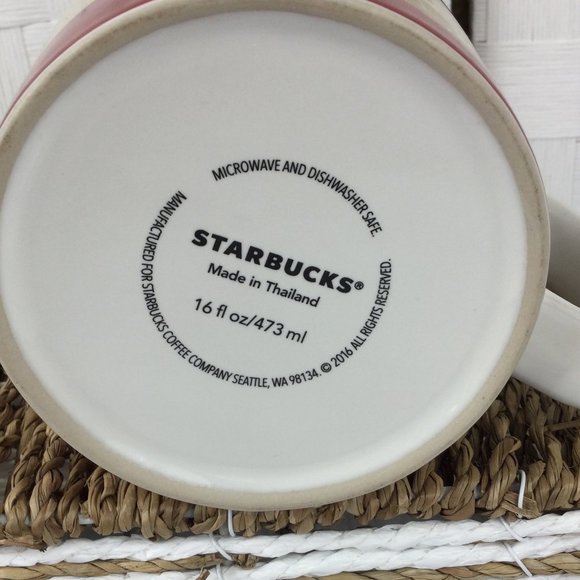 MICROWAVE AND DISHWASHER SAFE.
STARBUCKS®
Made in Thailand
16 fl oz/473 ml
MANUFACTURED FOR STARBUCKS COFFEE COMPANY SEATTLE, WA 98134. © 2016 ALL RIGHTS RESERVED.